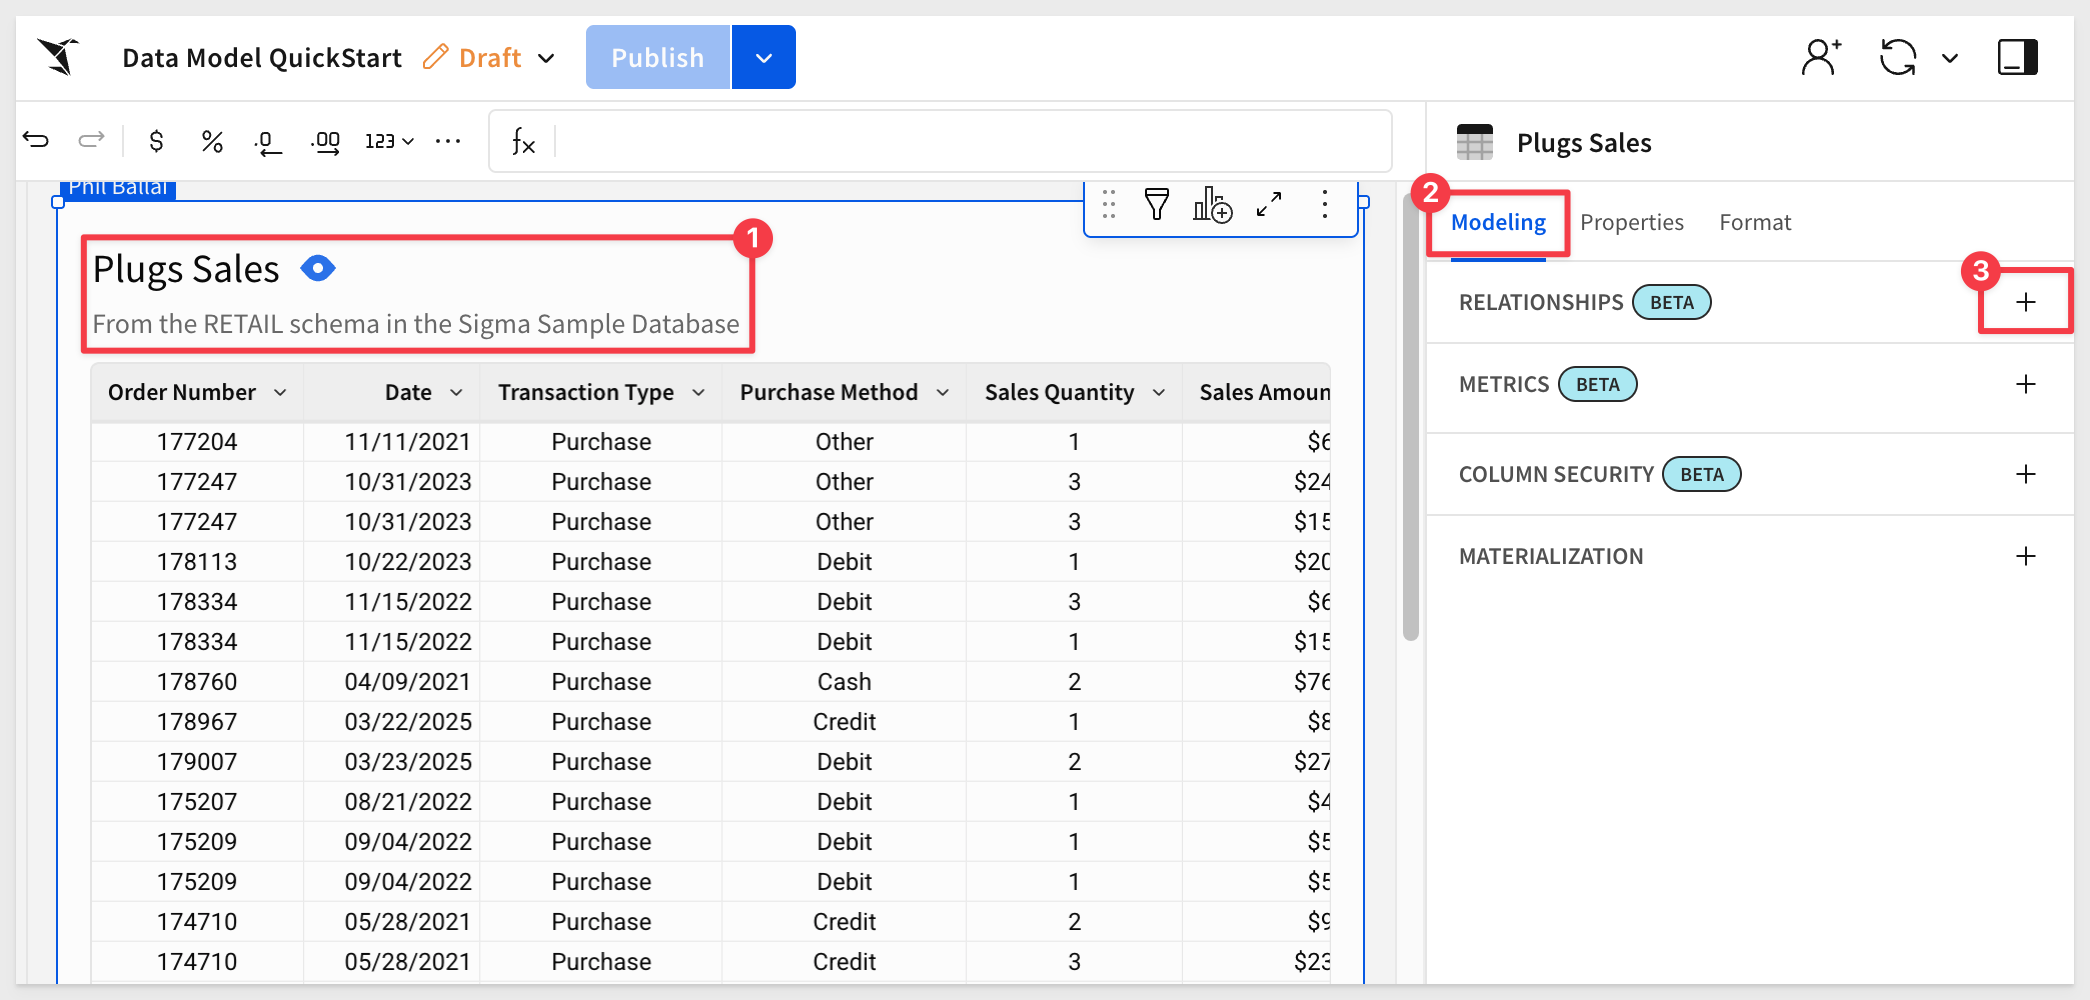 Data Model QuickStart Draft Publish
$ % .0 .00 123 ... fx
Plugs Sales
Phil Ballai
2
Modeling Properties Format
1
Plugs Sales
From the RETAIL schema in the Sigma Sample Database
3
RELATIONSHIPS BETA +
METRICS BETA +
COLUMN SECURITY BETA +
MATERIALIZATION +
Order Number Date Transaction Type Purchase Method Sales Quantity Sales Amoun
177204 11/11/2021 Purchase Other 1 $6
177247 10/31/2023 Purchase Other 3 $24
177247 10/31/2023 Purchase Other 3 $15
178113 10/22/2023 Purchase Debit 1 $20
178334 11/15/2022 Purchase Debit 3 $6
178334 11/15/2022 Purchase Debit 1 $15
178760 04/09/2021 Purchase Cash 2 $76
178967 03/22/2025 Purchase Credit 1 $8
179007 03/23/2025 Purchase Debit 2 $27
175207 08/21/2022 Purchase Debit 1 $4
175209 09/04/2022 Purchase Debit 1 $5
175209 09/04/2022 Purchase Debit 1 $5
174710 05/28/2021 Purchase Credit 2 $9
174710 05/28/2021 Purchase Credit 3 $23